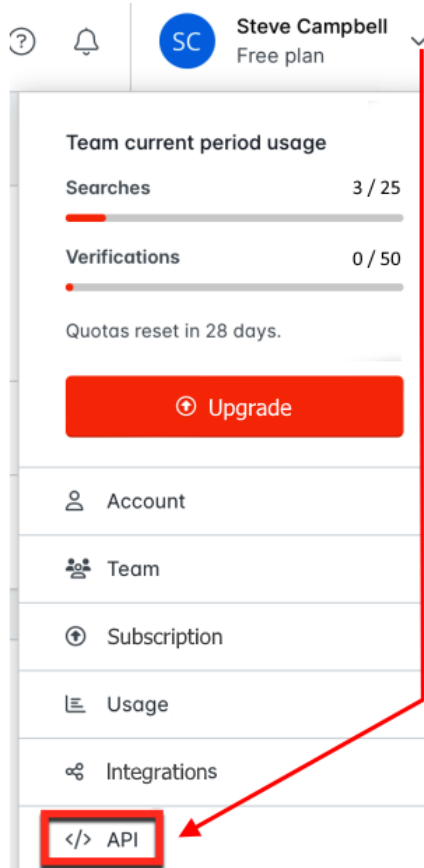 SC
Steve Campbell
Free plan
Team current period usage
Searches 3 / 25
Verifications 0 / 50
Quotas reset in 28 days.
Upgrade
Account
Team
Subscription
Usage
Integrations
</> API